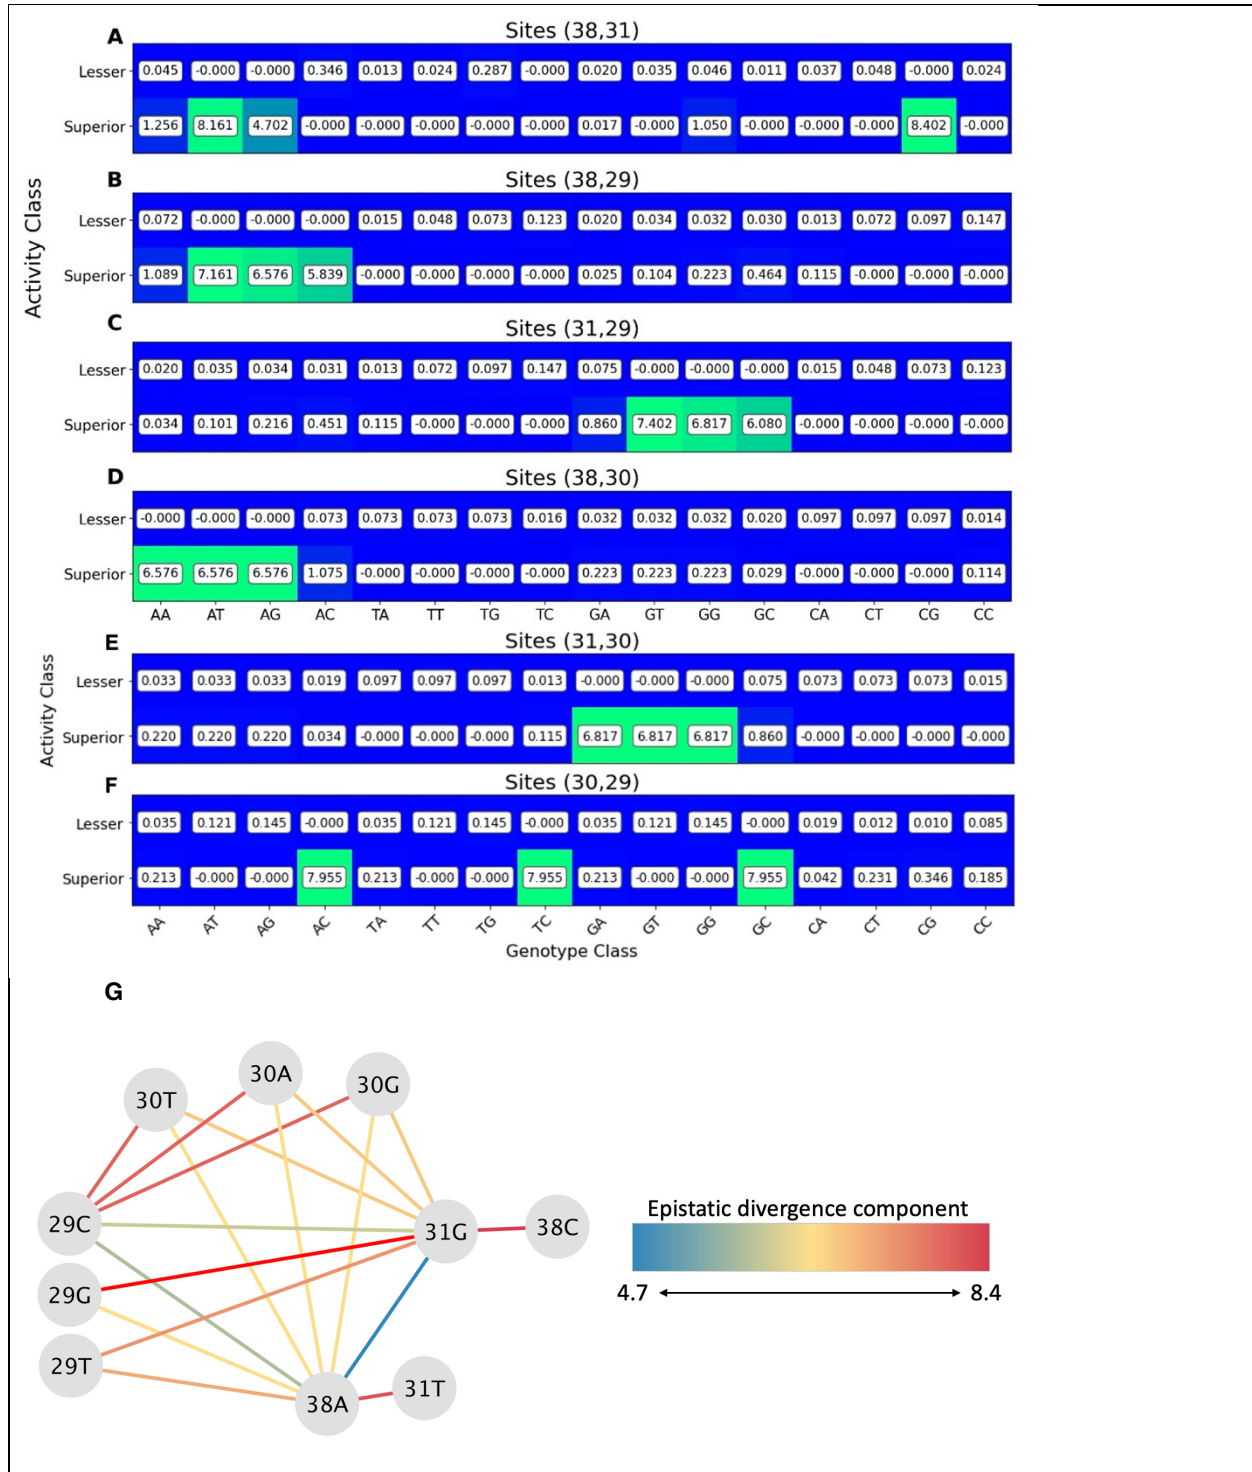 A
Sites (38,31)
Lesser 0.045 -0.000 -0.000 0.346 0.013 0.024 0.287 -0.000 0.020 0.035 0.046 0.011 0.037 0.048 -0.000 0.024
Superior 1.256 8.161 4.702 -0.000 -0.000 -0.000 -0.000 -0.000 0.017 -0.000 1.050 -0.000 -0.000 -0.000 8.402 -0.000
B
Sites (38,29)
Lesser 0.072 -0.000 -0.000 -0.000 0.015 0.048 0.073 0.123 0.020 0.034 0.032 0.030 0.013 0.072 0.097 0.147
Superior 1.089 7.161 6.576 5.839 -0.000 -0.000 -0.000 -0.000 0.025 0.104 0.223 0.464 0.115 -0.000 -0.000 -0.000
Activity Class
C
Sites (31,29)
Lesser 0.020 0.035 0.034 0.031 0.013 0.072 0.097 0.147 0.075 -0.000 -0.000 -0.000 0.015 0.048 0.073 0.123
Superior 0.034 0.101 0.216 0.451 0.115 -0.000 -0.000 -0.000 0.860 7.402 6.817 6.080 -0.000 -0.000 -0.000 -0.000
D
Sites (38,30)
Lesser -0.000 -0.000 -0.000 0.073 0.073 0.073 0.073 0.016 0.032 0.032 0.032 0.020 0.097 0.097 0.097 0.014
Superior 6.576 6.576 6.576 1.075 -0.000 -0.000 -0.000 -0.000 0.223 0.223 0.223 0.029 -0.000 -0.000 -0.000 0.114
AA AT AG AC TA TT TG TC GA GT GG GC CA CT CG CC
E
Sites (31,30)
Lesser 0.033 0.033 0.033 0.019 0.097 0.097 0.097 0.013 -0.000 -0.000 -0.000 0.075 0.073 0.073 0.073 0.015
Superior 0.220 0.220 0.220 0.034 -0.000 -0.000 -0.000 0.115 6.817 6.817 6.817 0.860 -0.000 -0.000 -0.000 -0.000
Activity Class
F
Sites (30,29)
Lesser 0.035 0.121 0.145 -0.000 0.035 0.121 0.145 -0.000 0.035 0.121 0.145 -0.000 0.019 0.012 0.010 0.085
Superior 0.213 -0.000 -0.000 7.955 0.213 -0.000 -0.000 7.955 0.213 -0.000 -0.000 7.955 0.042 0.231 0.346 0.185
AA AT AG AC TA TT TG TC GA GT GG GC CA CT CG CC
Genotype Class
G
30T 30A 30G
29C 31G 38C
29G
29T
38A 31T
Epistatic divergence component
4.7 8.4